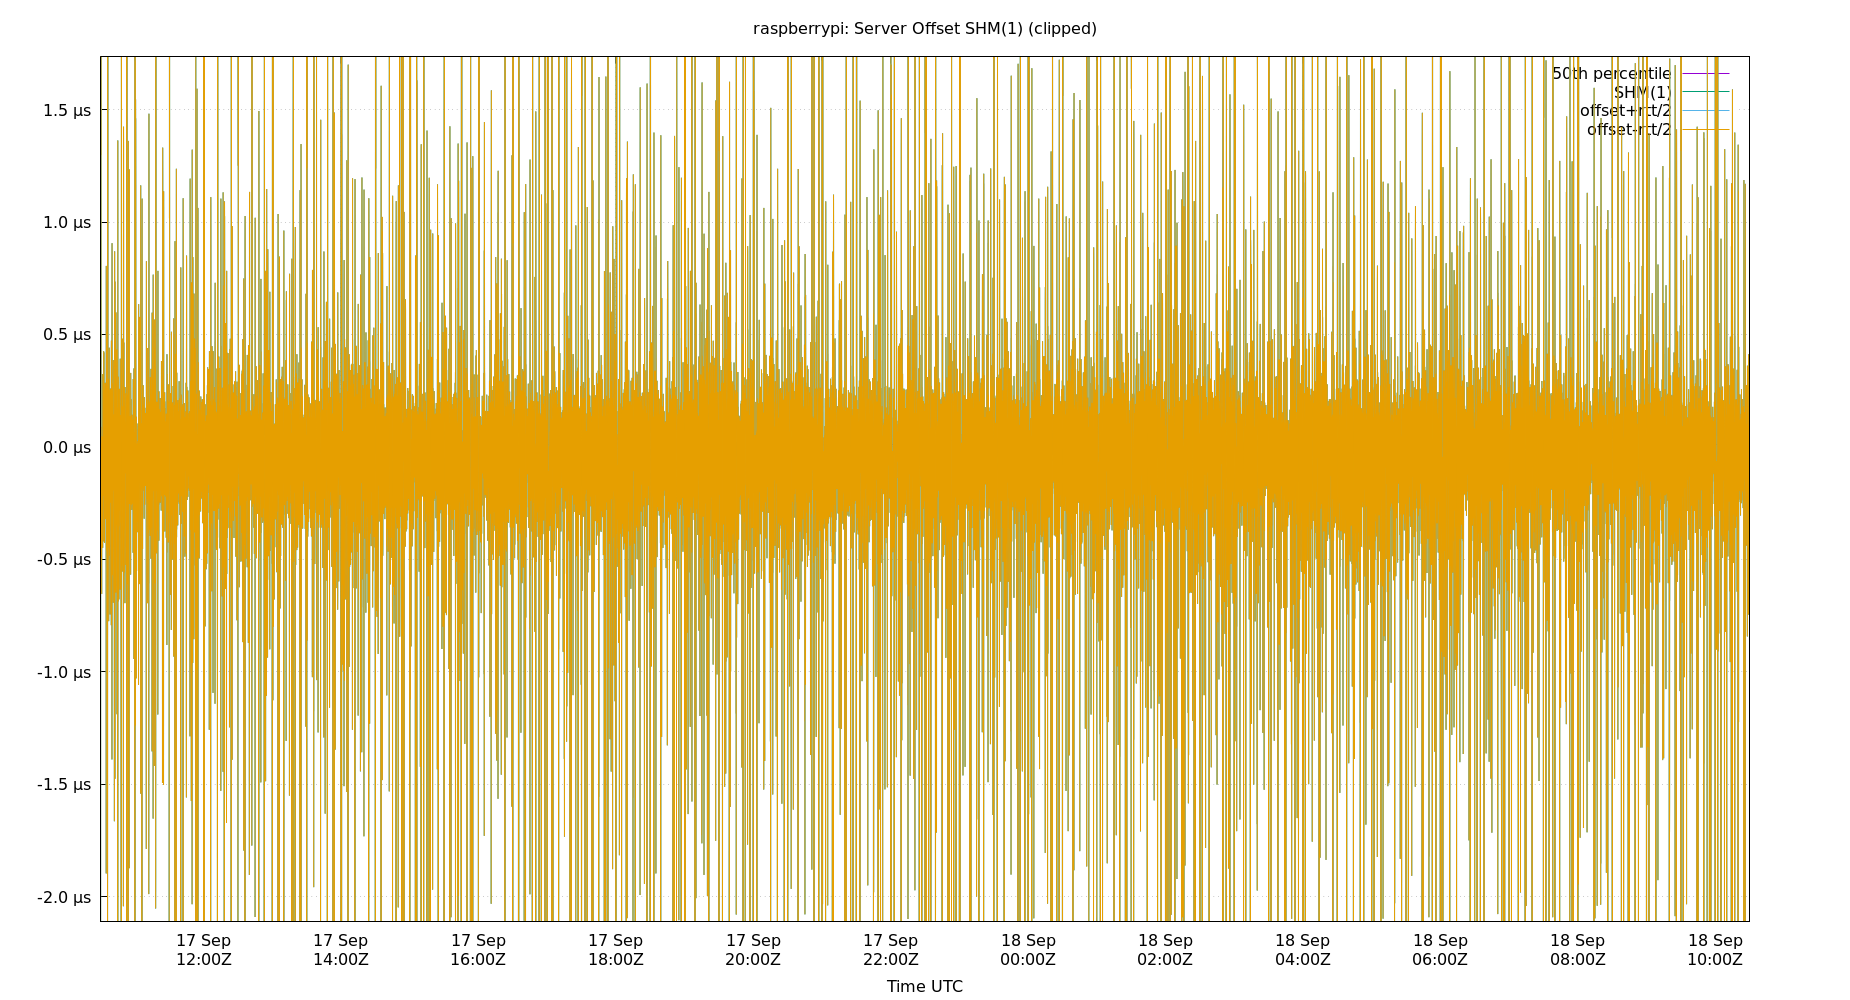 raspberrypi: Server Offset SHM(1) (clipped)
50th percentile
SHM(1)
offset+rtt/2
offset-rtt/2
1.5 µs
1.0 µs
0.5 µs
0.0 µs
-0.5 µs
-1.0 µs
-1.5 µs
-2.0 µs
17 Sep 17 Sep 17 Sep 17 Sep 17 Sep 17 Sep 18 Sep 18 Sep 18 Sep 18 Sep 18 Sep 18 Sep
12:00Z 14:00Z 16:00Z 18:00Z 20:00Z 22:00Z 00:00Z 02:00Z 04:00Z 06:00Z 08:00Z 10:00Z
Time UTC